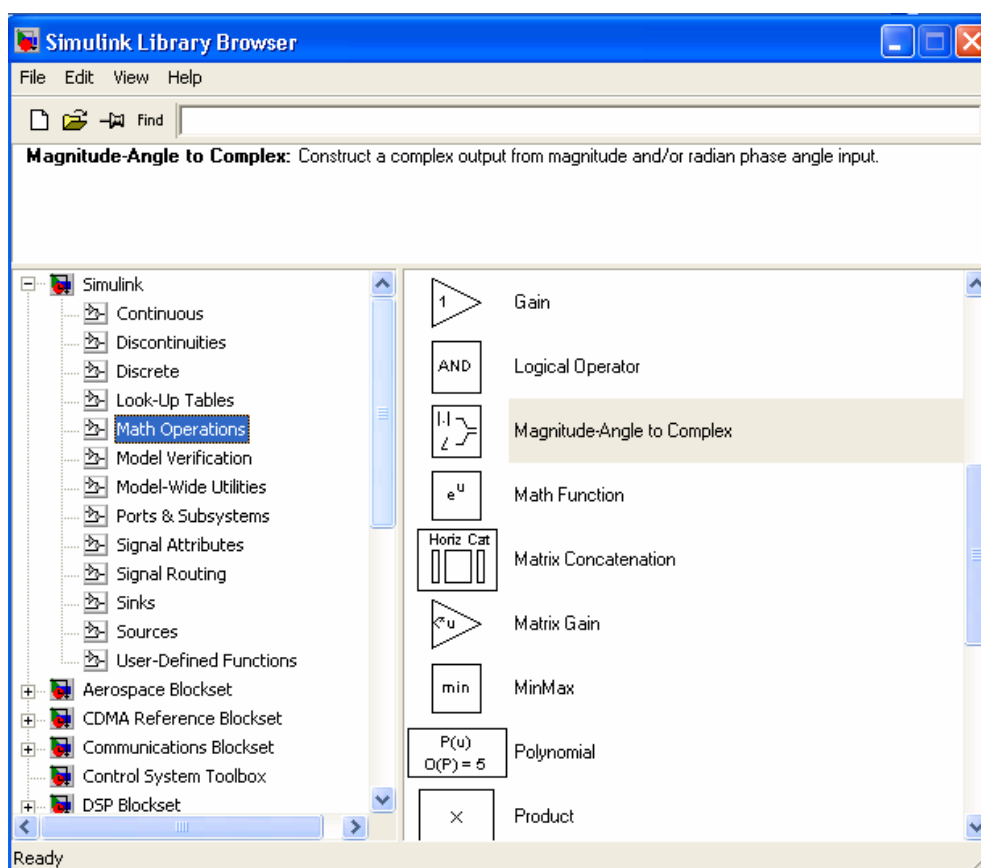 Simulink Library Browser
File Edit View Help
Find
Magnitude-Angle to Complex: Construct a complex output from magnitude and/or radian phase angle input.
Simulink
Continuous
Discontinuities
Discrete
Look-Up Tables
Math Operations
Model Verification
Model-Wide Utilities
Ports & Subsystems
Signal Attributes
Signal Routing
Sinks
Sources
User-Defined Functions
Aerospace Blockset
CDMA Reference Blockset
Communications Blockset
Control System Toolbox
DSP Blockset
1 Gain
AND Logical Operator
|.| ∠ Magnitude-Angle to Complex
eᵘ Math Function
Horiz Cat
Matrix Concatenation
u Matrix Gain
min MinMax
P(u)
O(P) = 5
Polynomial
× Product
Ready